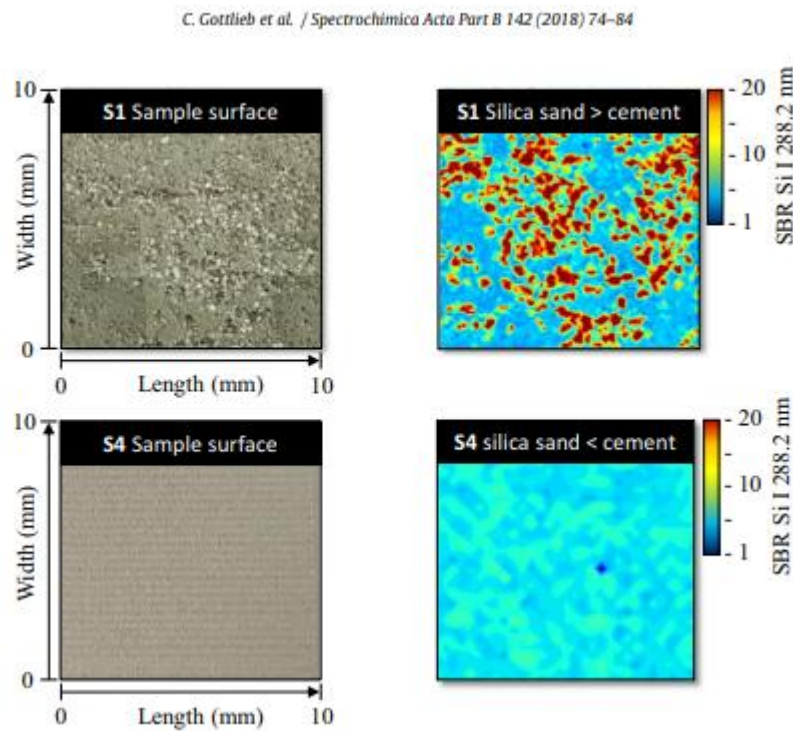 C. Gottlieb et al. / Spectrochimica Acta Part B 142 (2018) 74–84
10
S1 Sample surface
Width (mm)
0
0
Length (mm)
10
S1 Silica sand > cement
- 20
- 10
-
- 1
SBR Si I 288.2 nm
10
S4 Sample surface
Width (mm)
0
0
Length (mm)
10
S4 silica sand < cement
- 20
-
- 10
-
- 1
SBR Si I 288.2 nm